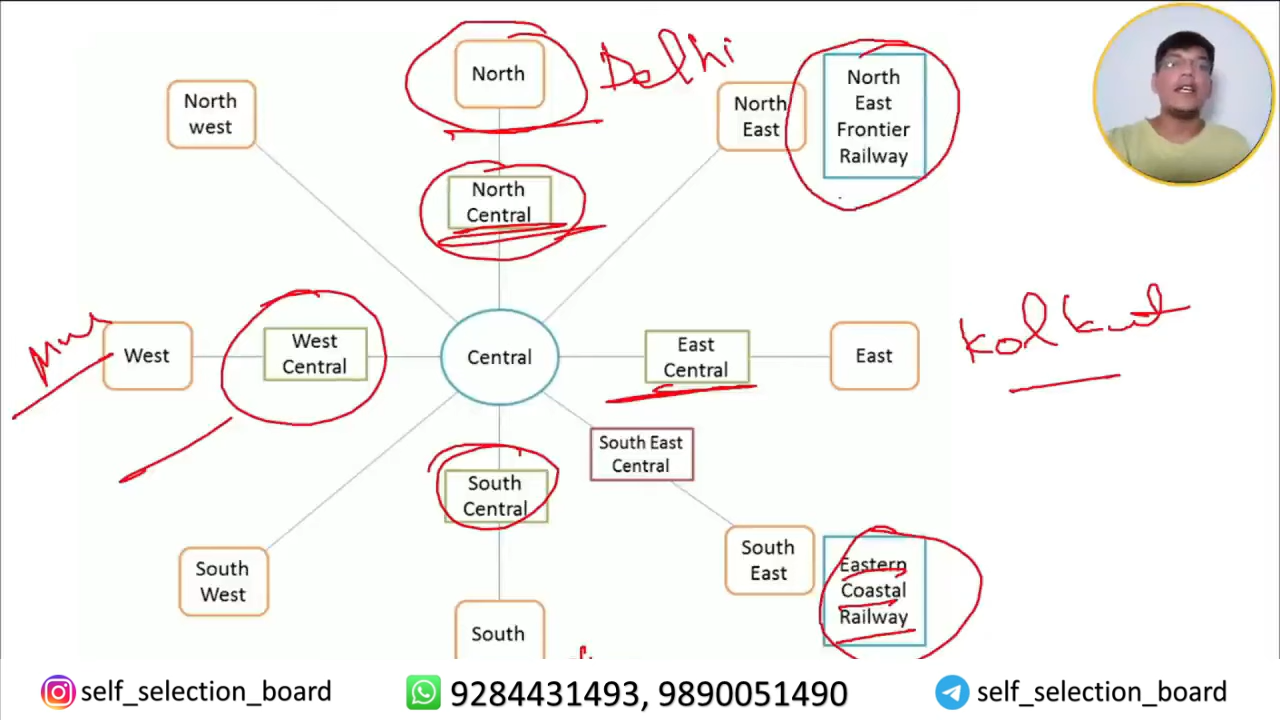 North
Delhi
North
west
North
East
North
East
Frontier
Railway
North
Central
West
West
Central
Central
East
Central
East
South East
Central
South
Central
South
West
South
East
Eastern
Coastal
Railway
South
self_selection_board
9284431493, 9890051490
self_selection_board